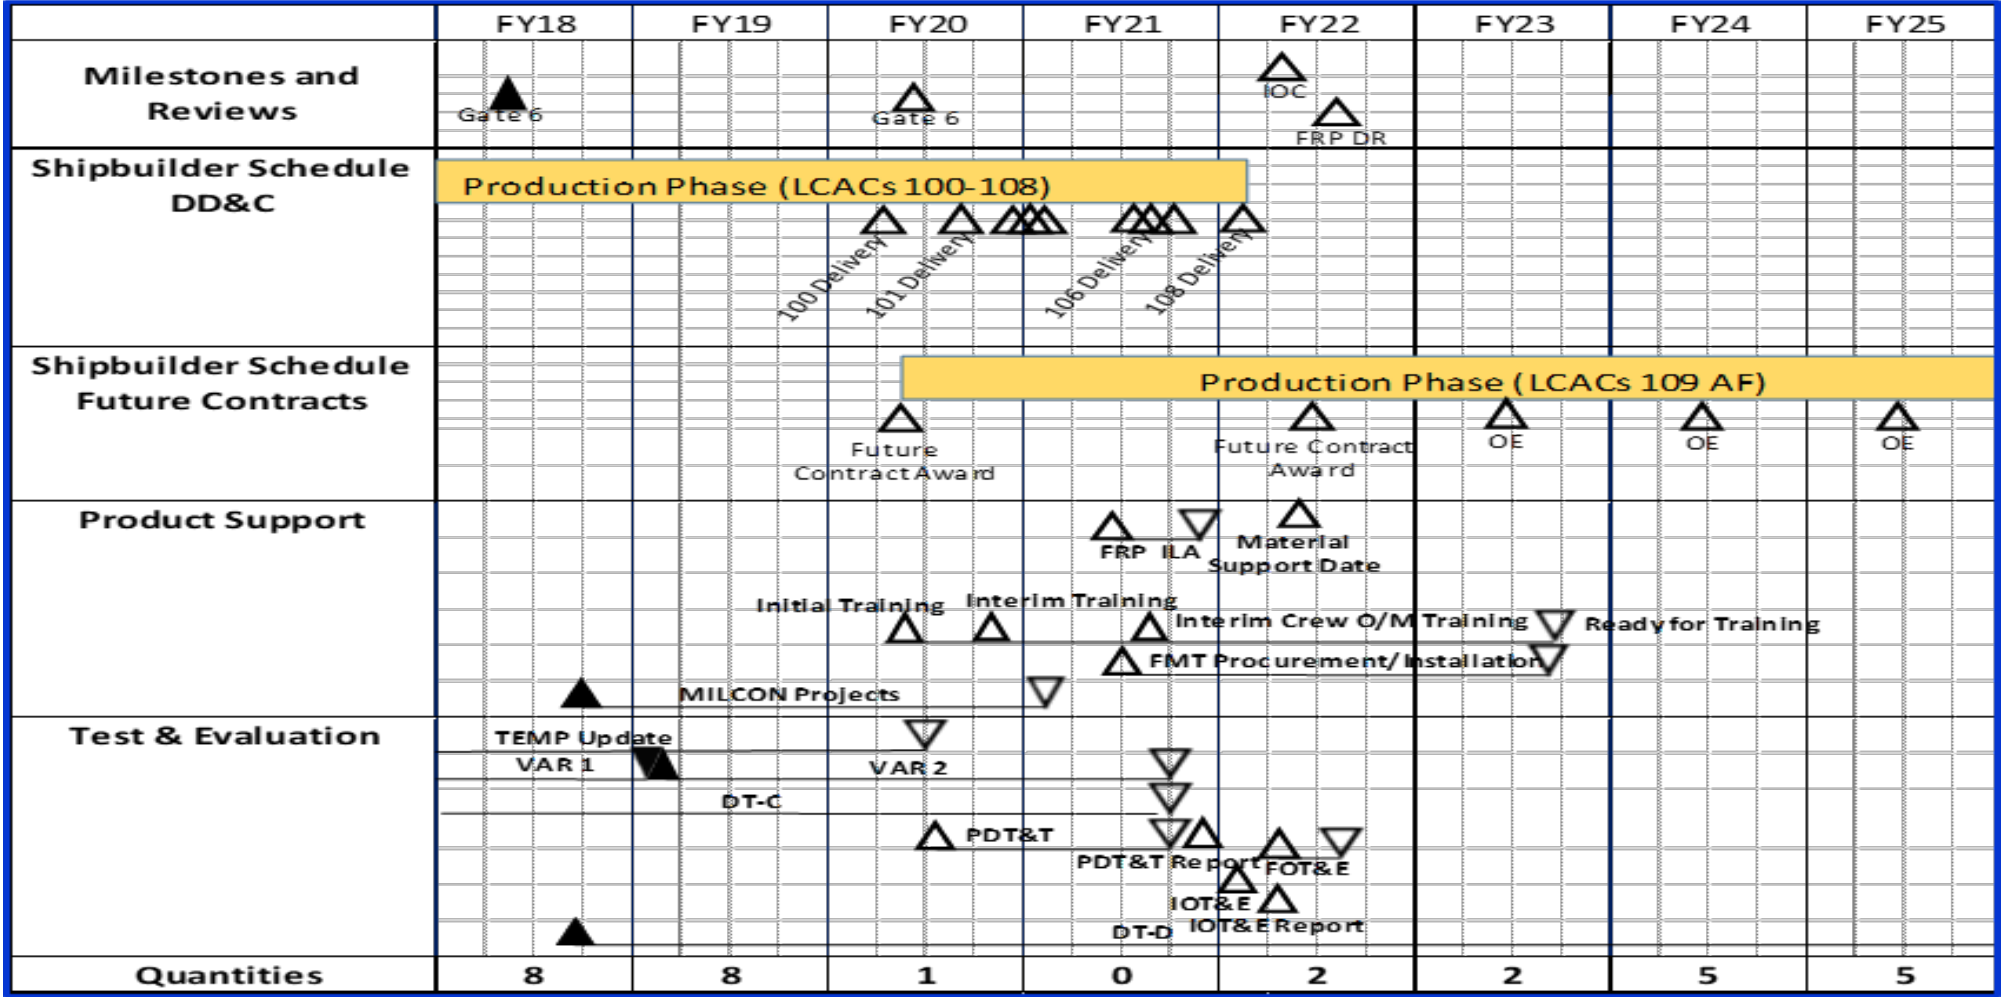 FY18 FY19 FY20 FY21 FY22 FY23 FY24 FY25
Milestones and
Reviews
Gate 6
Gate 6
IOC
FRP DR
Shipbuilder Schedule
DD&C
Production Phase (LCACs 100-108)
100 Delivery
101 Delivery
106 Delivery
108 Delivery
Shipbuilder Schedule
Future Contracts
Production Phase (LCACs 109 AF)
Future
Contract Award
Future Contract
Award
OE
OE
OE
Product Support
FRP ILA
Material
Support Date
Initial Training
Interim Training
Interim Crew O/M Training
Ready for Training
FMT Procurement/Installation
MILCON Projects
Test & Evaluation
TEMP Update
VAR 1
VAR 2
DT-C
PDT&T
PDT&T Report
FOT&E
IOT&E
IOT&E Report
DT-D
Quantities 8 8 1 0 2 2 5 5